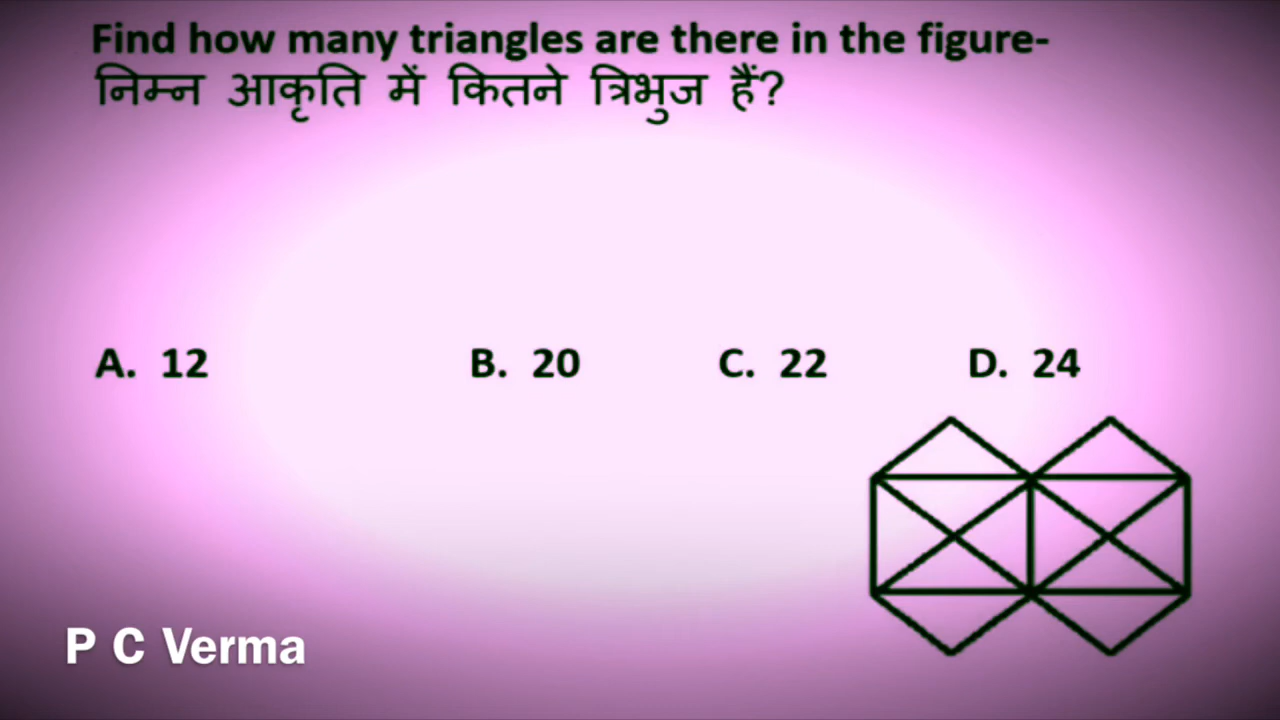 Find how many triangles are there in the figure-
निम्न आकृति में कितने त्रिभुज हैं?
A. 12 B. 20 C. 22 D. 24
P C Verma